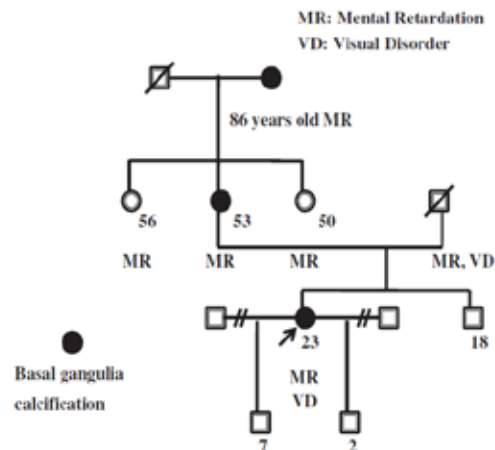 MR: Mental Retardation
VD: Visual Disorder
86 years old MR
56
53
50
MR
MR
MR
MR, VD
23
18
Basal gangulia
calcification
MR
VD
7
2